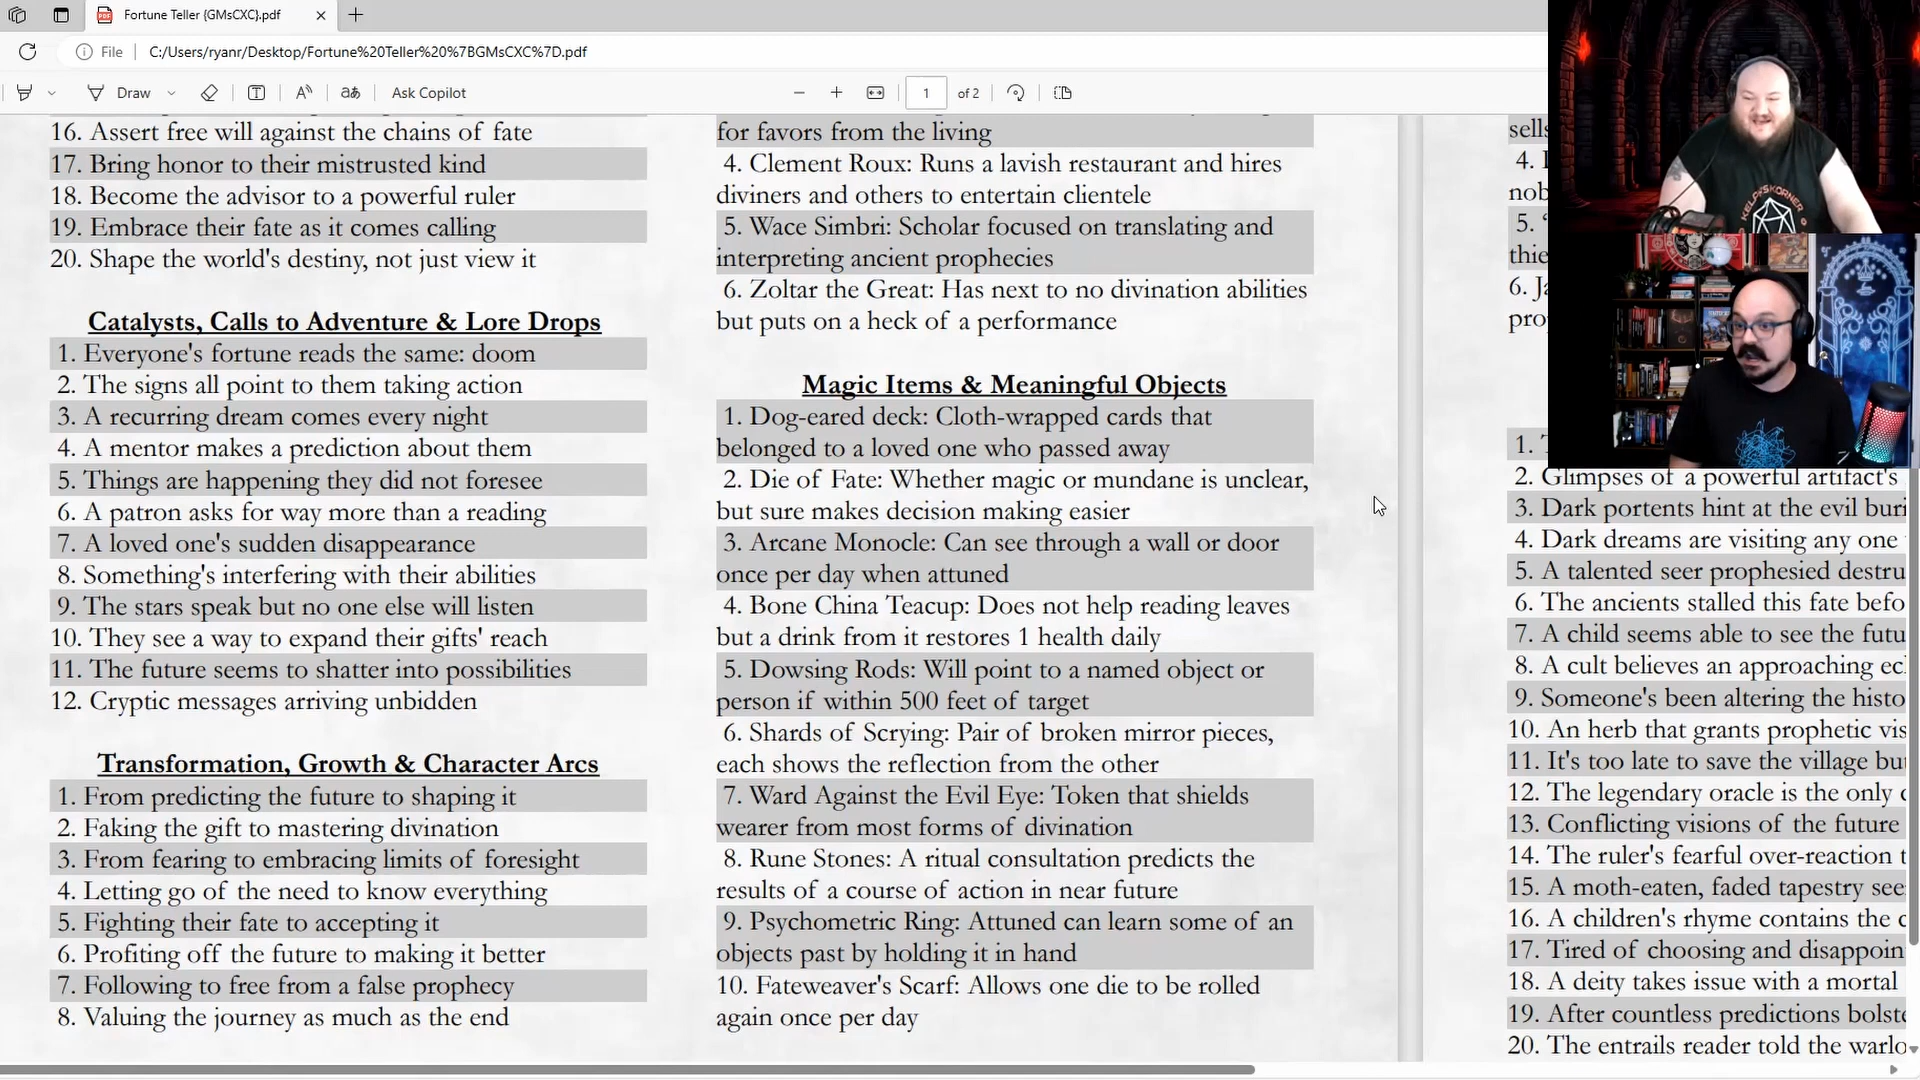 Fortune Teller {GMsCXC}.pdf
File
C:/Users/ryanr/Desktop/Fortune%20Teller%20%7BGMsCXC%7D.pdf
Draw
Ask Copilot
1 of 2
16. Assert free will against the chains of fate
17. Bring honor to their mistrusted kind
18. Become the advisor to a powerful ruler
19. Embrace their fate as it comes calling
20. Shape the world's destiny, not just view it
Catalysts, Calls to Adventure & Lore Drops
1. Everyone's fortune reads the same: doom
2. The signs all point to them taking action
3. A recurring dream comes every night
4. A mentor makes a prediction about them
5. Things are happening they did not foresee
6. A patron asks for way more than a reading
7. A loved one's sudden disappearance
8. Something's interfering with their abilities
9. The stars speak but no one else will listen
10. They see a way to expand their gifts' reach
11. The future seems to shatter into possibilities
12. Cryptic messages arriving unbidden
Transformation, Growth & Character Arcs
1. From predicting the future to shaping it
2. Faking the gift to mastering divination
3. From fearing to embracing limits of foresight
4. Letting go of the need to know everything
5. Fighting their fate to accepting it
6. Profiting off the future to making it better
7. Following to free from a false prophecy
8. Valuing the journey as much as the end
for favors from the living
4. Clement Roux: Runs a lavish restaurant and hires
diviners and others to entertain clientele
5. Wace Simbri: Scholar focused on translating and
interpreting ancient prophecies
6. Zoltar the Great: Has next to no divination abilities
but puts on a heck of a performance
Magic Items & Meaningful Objects
1. Dog-eared deck: Cloth-wrapped cards that
belonged to a loved one who passed away
2. Die of Fate: Whether magic or mundane is unclear,
but sure makes decision making easier
3. Arcane Monocle: Can see through a wall or door
once per day when attuned
4. Bone China Teacup: Does not help reading leaves
but a drink from it restores 1 health daily
5. Dowsing Rods: Will point to a named object or
person if within 500 feet of target
6. Shards of Scrying: Pair of broken mirror pieces,
each shows the reflection from the other
7. Ward Against the Evil Eye: Token that shields
wearer from most forms of divination
8. Rune Stones: A ritual consultation predicts the
results of a course of action in near future
9. Psychometric Ring: Attuned can learn some of an
objects past by holding it in hand
10. Fateweaver's Scarf: Allows one die to be rolled
again once per day
sells
4.
5.
6.
1.
2. Glimpses of a powerful artifact's
3. Dark portents hint at the evil buri
4. Dark dreams are visiting any one
5. A talented seer prophesied destru
6. The ancients stalled this fate befo
7. A child seems able to see the futu
8. A cult believes an approaching ec
9. Someone's been altering the histo
10. An herb that grants prophetic vis
11. It's too late to save the village bu
12. The legendary oracle is the only
13. Conflicting visions of the future
14. The ruler's fearful over-reaction
15. A moth-eaten, faded tapestry see
16. A children's rhyme contains the
17. Tired of choosing and disappoin
18. A deity takes issue with a mortal
19. After countless predictions bolste
20. The entrails reader told the warlo